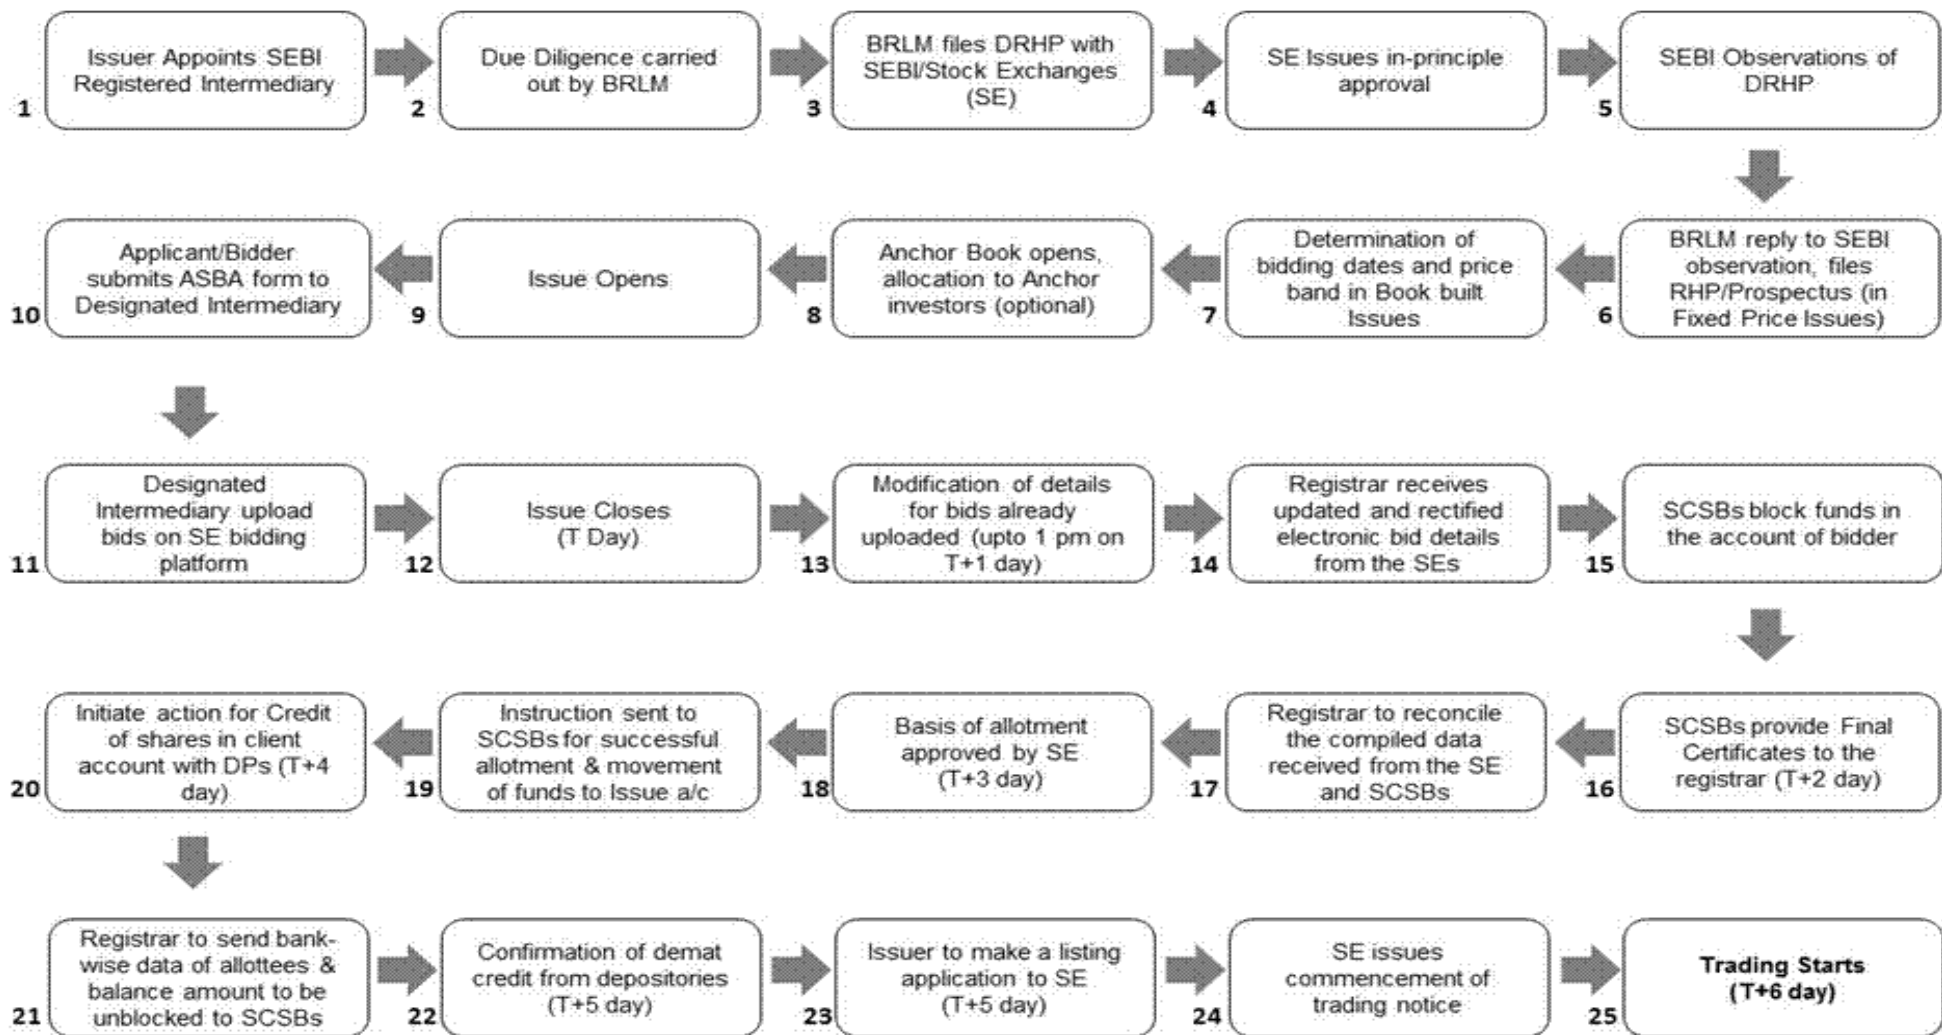 1
Issuer Appoints SEBI
Registered Intermediary
2
Due Diligence carried
out by BRLM
3
BRLM files DRHP with
SEBI/Stock Exchanges
(SE)
4
SE Issues in-principle
approval
5
SEBI Observations of
DRHP
6
BRLM reply to SEBI
observation, files
RHP/Prospectus (in
Fixed Price Issues)
7
Determination of
bidding dates and price
band in Book built
Issues
8
Anchor Book opens,
allocation to Anchor
investors (optional)
9
Issue Opens
10
Applicant/Bidder
submits ASBA form to
Designated Intermediary
11
Designated
Intermediary upload
bids on SE bidding
platform
12
Issue Closes
(T Day)
13
Modification of details
for bids already
uploaded (upto 1 pm on
T+1 day)
14
Registrar receives
updated and rectified
electronic bid details
from the SEs
15
SCSBs block funds in
the account of bidder
16
SCSBs provide Final
Certificates to the
registrar (T+2 day)
17
Registrar to reconcile
the compiled data
received from the SE
and SCSBs
18
Basis of allotment
approved by SE
(T+3 day)
19
Instruction sent to
SCSBs for successful
allotment & movement
of funds to Issue a/c
20
Initiate action for Credit
of shares in client
account with DPs (T+4
day)
21
Registrar to send bank-
wise data of allottees &
balance amount to be
unblocked to SCSBs
22
Confirmation of demat
credit from depositories
(T+5 day)
23
Issuer to make a listing
application to SE
(T+5 day)
24
SE issues
commencement of
trading notice
25
Trading Starts
(T+6 day)